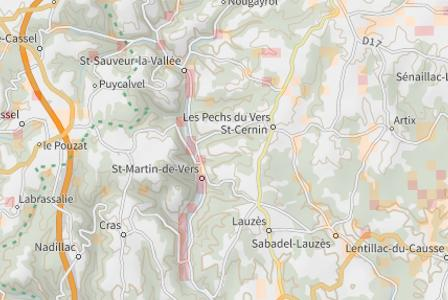 Nougayrol
-Cassel
D17
St-Sauveur-la-Vallée
Sénaillac-L
Puycalvel
Les Pechs du Vers
St-Cernin
Artix
ssel
le Pouzat
St-Martin-de-Vers
Labrassalie
Lauzès
Cras
Sabadel-Lauzès
Nadillac
Lentillac-du-Causse